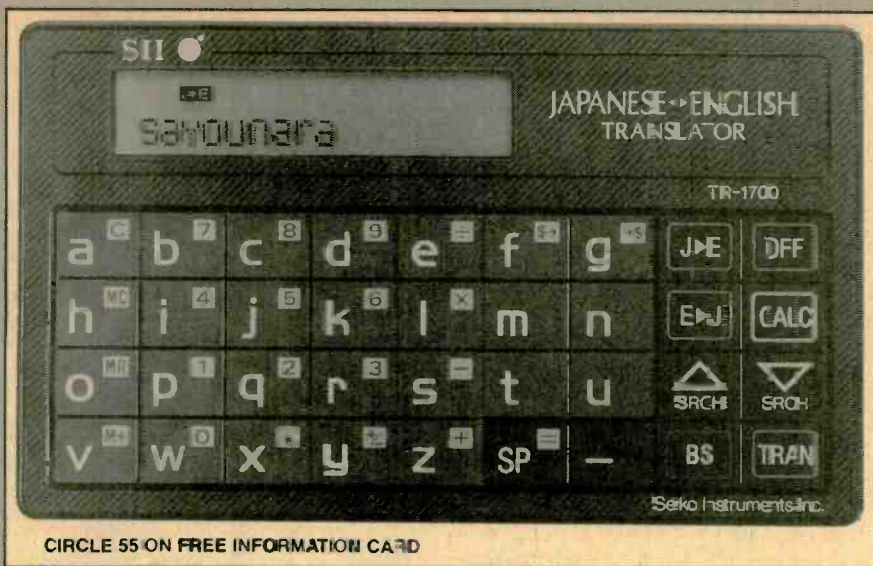 SII
J→E
sayounara
JAPANESE↔ENGLISH
TRANSLATOR
TR-1700
a C b 7 c 8 d 9 e ÷ f $→ g →$ J▶E OFF
h MC i 4 j 5 k 6 l × m n E▶J CALC
o MR p 1 q 2 r 3 s − t u SRCH SRCH
v M+ w 0 x . y +/- z + SP = — BS TRAN
Seiko Instruments Inc.
CIRCLE 55 ON FREE INFORMATION CARD